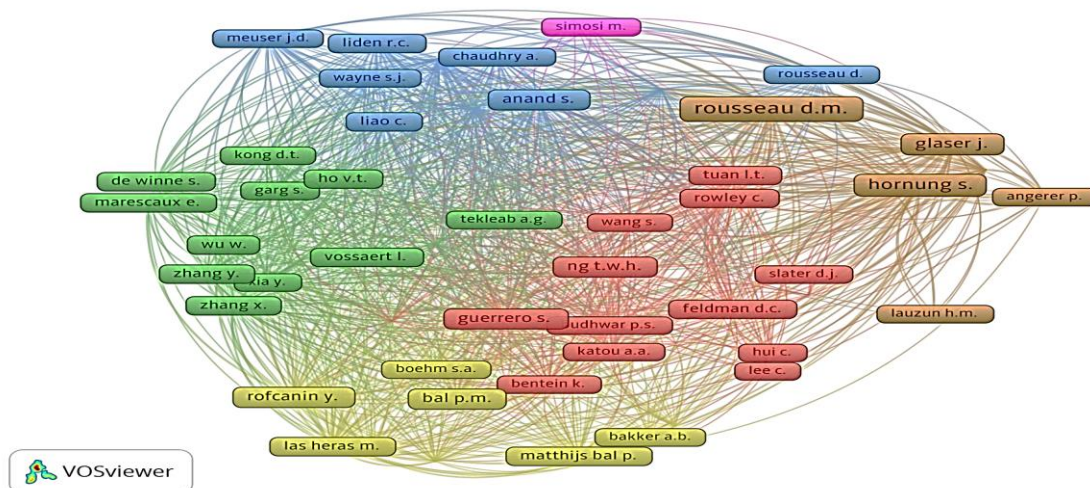 simosi m.
meuser j.d.
liden r.c.
chaudhry a.
wayne s.j.
rousseau d.
anand s.
rousseau d.m.
liao c.
glaser j.
kong d.t.
tuan l.t.
de winne s.
garg s.
ho v.t.
hornung s.
marescaux e.
rowley c.
angerer p.
tekleab a.g.
wang s.
wu w.
vossaert l.
ng t.w.h.
slater d.j.
zhang y.
xia y.
zhang x.
feldman d.c.
guerrero s.
udhwar p.s.
lauzun h.m.
katou a.a.
hui c.
boehm s.a.
lee c.
bentein k.
rofcanin y.
bal p.m.
las heras m.
bakker a.b.
matthijs bal p.
VOSviewer